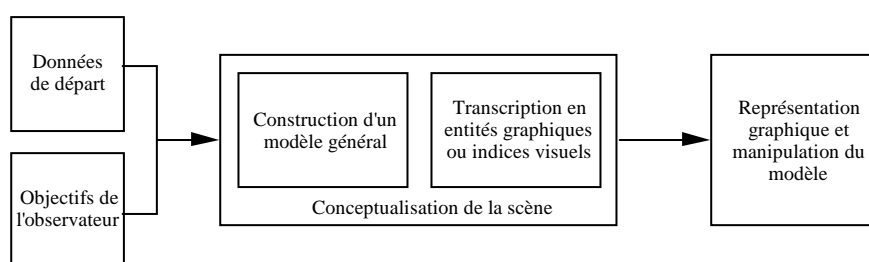 Données
de départ
Objectifs de
l'observateur
Construction d'un
modèle général
Transcription en
entités graphiques
ou indices visuels
Conceptualisation de la scène
Représentation
graphique et
manipulation du
modèle